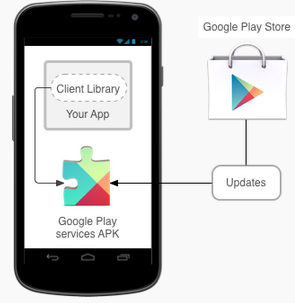 Google Play Store
Client Library
Your App
Updates
Google Play
services APK